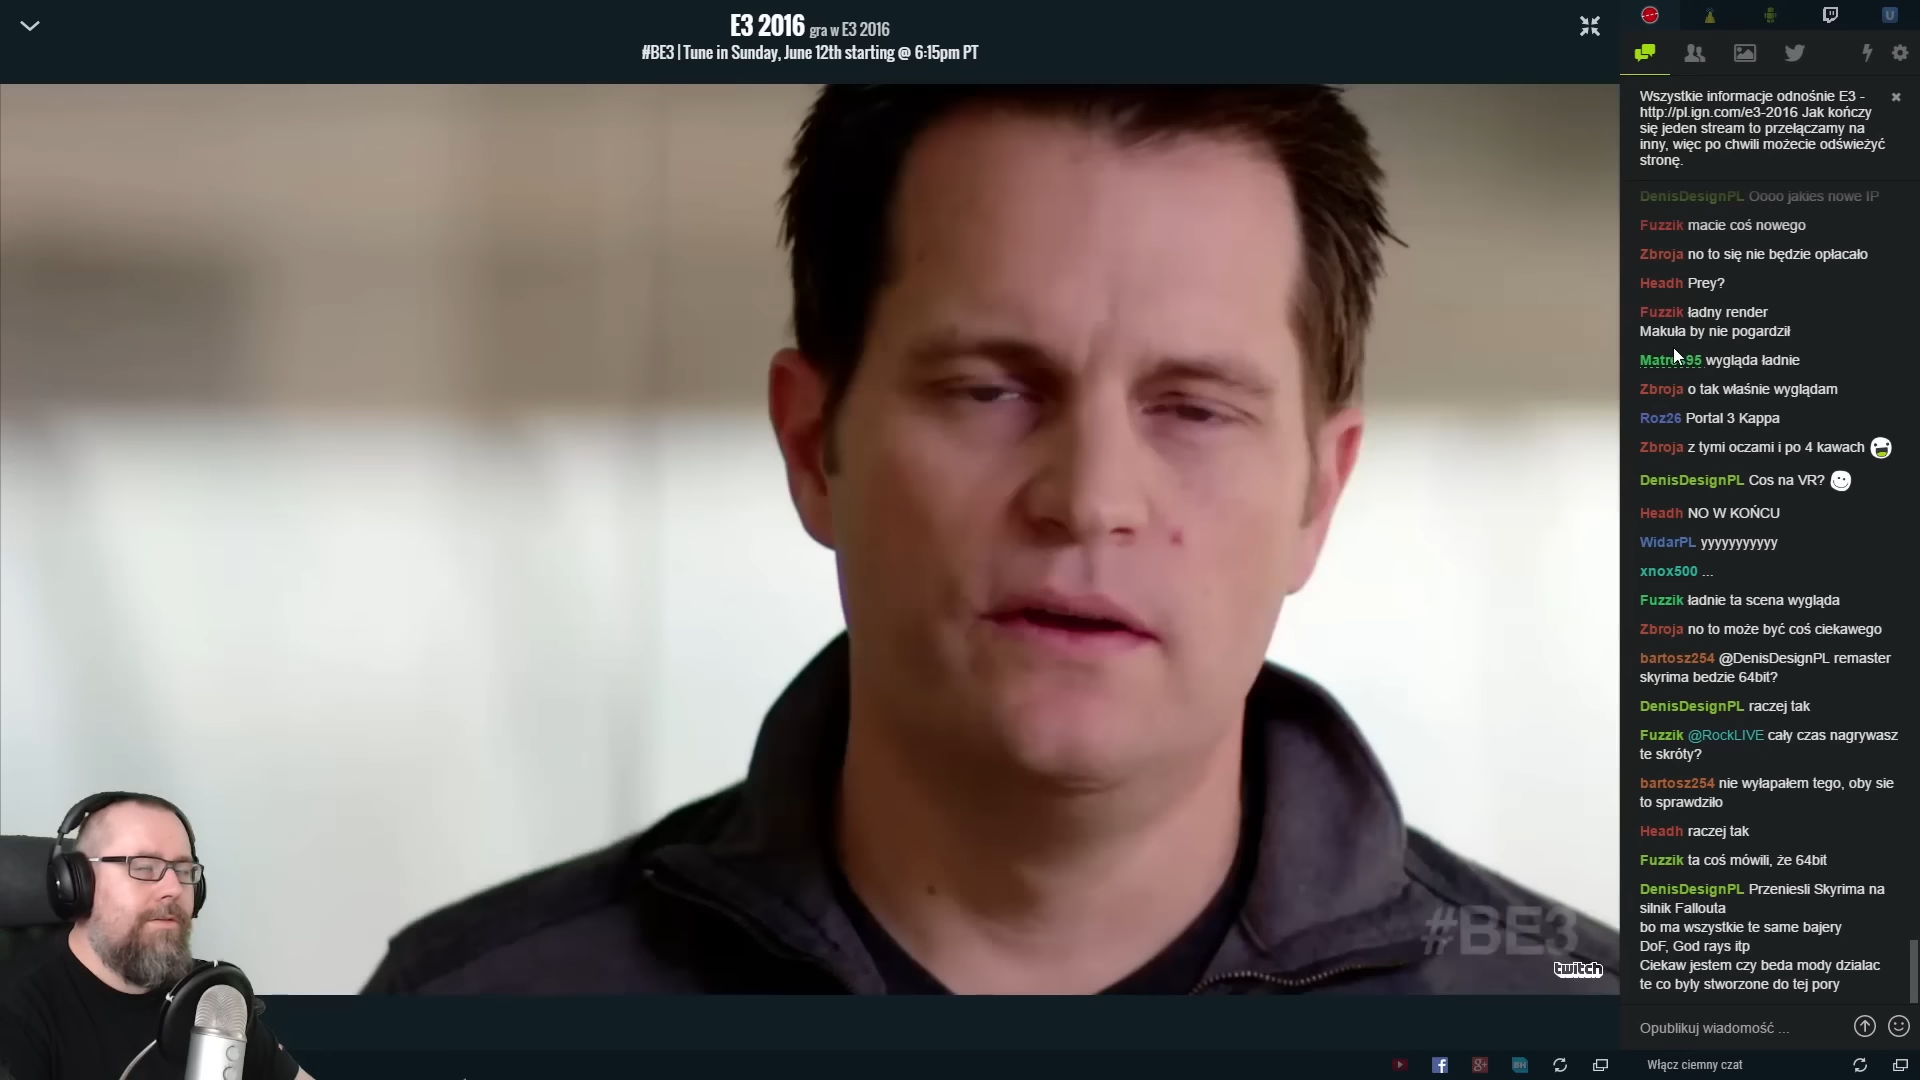 E3 2016 gra w E3 2016
#BE3 | Tune in Sunday, June 12th starting @ 6:15pm PT
#BE3
twitch
Wszystkie informacje odnośnie E3 -
http://pl.ign.com/e3-2016 Jak kończy
się jeden stream to przełączamy na
inny, więc po chwili możecie odświeżyć
stronę.
DenisDesignPL Oooo jakies nowe IP
Fuzzik macie coś nowego
Zbroja no to się nie będzie opłacało
Headh Prey?
Fuzzik ładny render
Makuła by nie pogardził
wygląda ładnie
Zbroja o tak właśnie wyglądam
Roz26 Portal 3 Kappa
Zbroja z tymi oczami i po 4 kawach
DenisDesignPL Cos na VR?
Headh NO W KOŃCU
WidarPL yyyyyyyyyyy
xnox500 ...
Fuzzik ładnie ta scena wygląda
Zbroja no to może być coś ciekawego
bartosz254 @DenisDesignPL remaster
skyrima bedzie 64bit?
DenisDesignPL raczej tak
Fuzzik @RockLIVE cały czas nagrywasz
te skróty?
bartosz254 nie wyłapałem tego, oby sie
to sprawdziło
Headh raczej tak
Fuzzik ta coś mówili, że 64bit
DenisDesignPL Przeniesli Skyrima na
silnik Fallouta
bo ma wszystkie te same bajery
DoF, God rays itp
Ciekaw jestem czy beda mody dzialac
te co byly stworzone do tej pory
Opublikuj wiadomość ...
Włącz ciemny czat